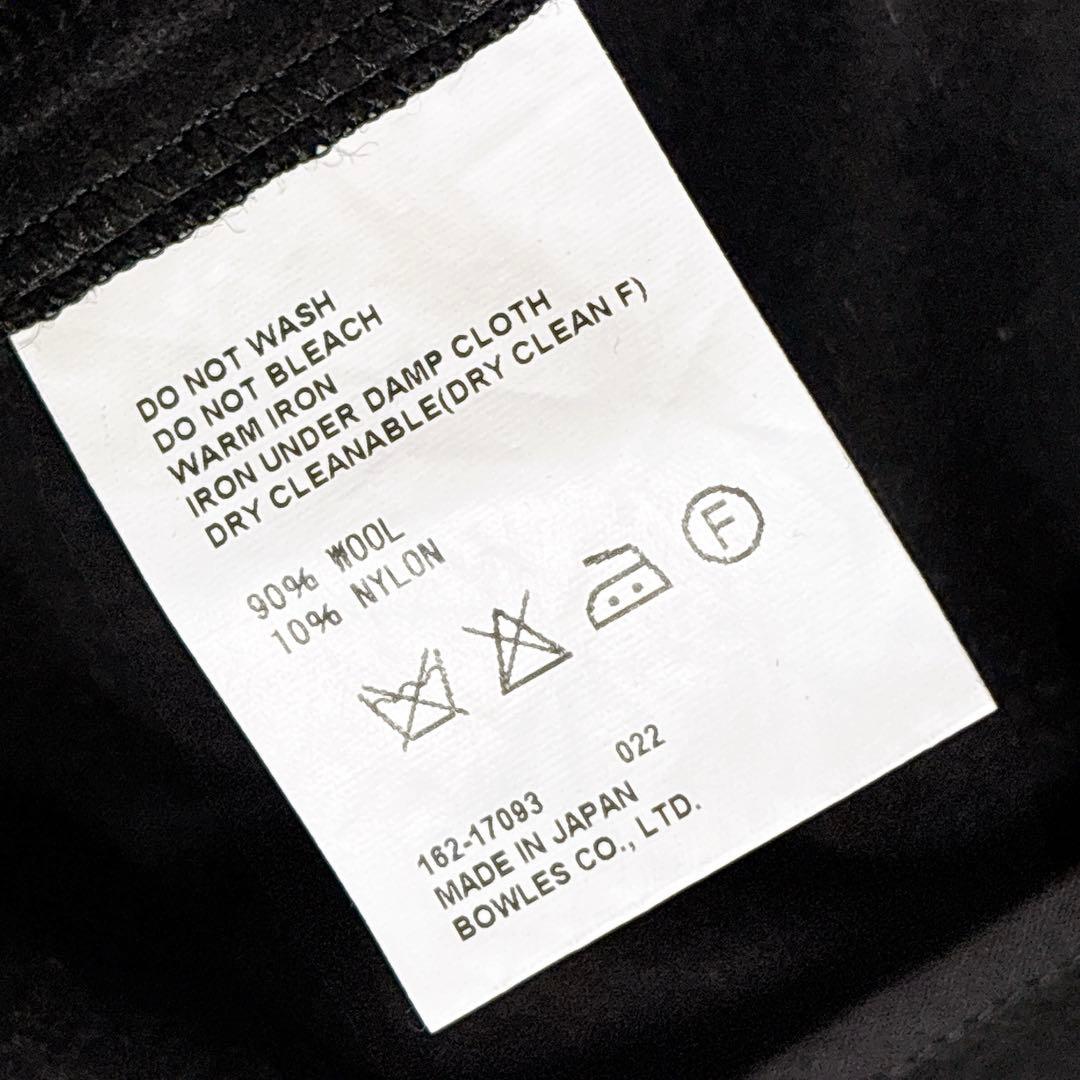 DO NOT WASH
DO NOT BLEACH
WARM IRON
IRON UNDER DAMP CLOTH
DRY CLEANABLE(DRY CLEAN F)
90% WOOL
10% NYLON
F
162-17093 022
MADE IN JAPAN
BOWLES CO., LTD.